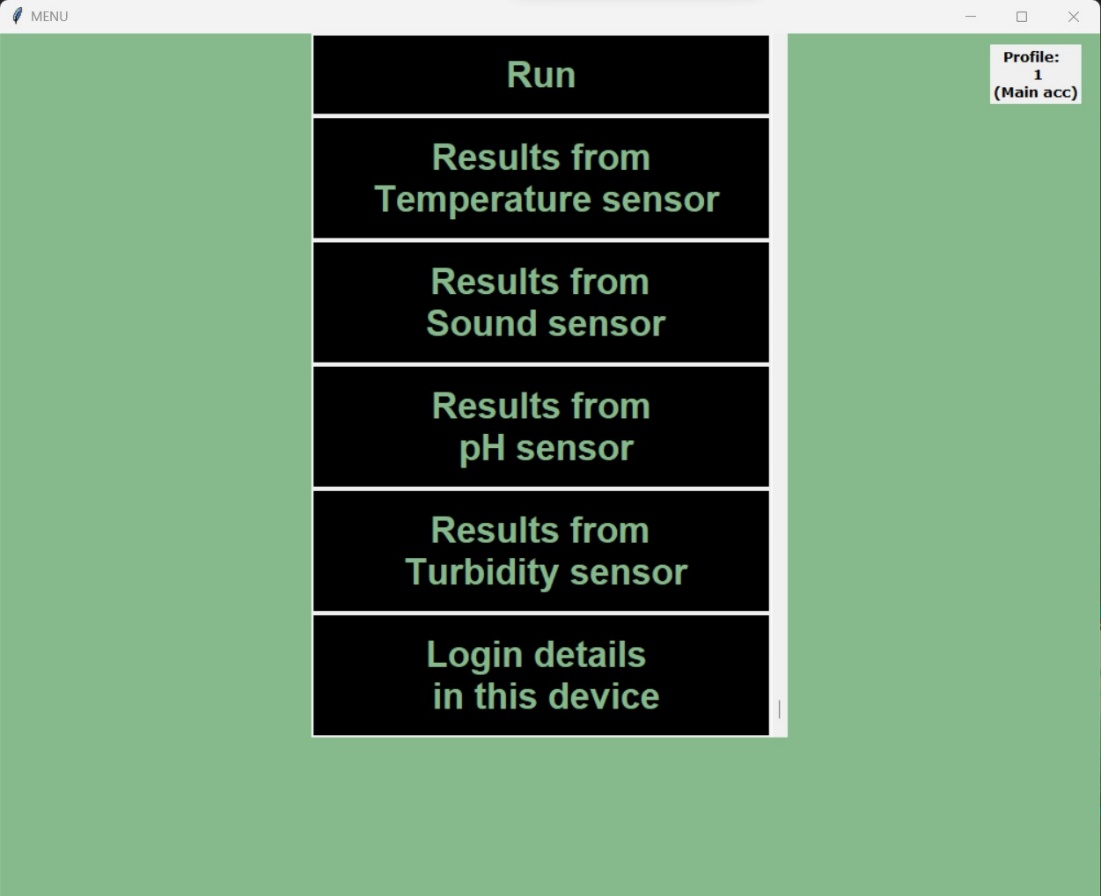 MENU
Profile:
1
(Main acc)
Run
Results from
Temperature sensor
Results from
Sound sensor
Results from
pH sensor
Results from
Turbidity sensor
Login details
in this device